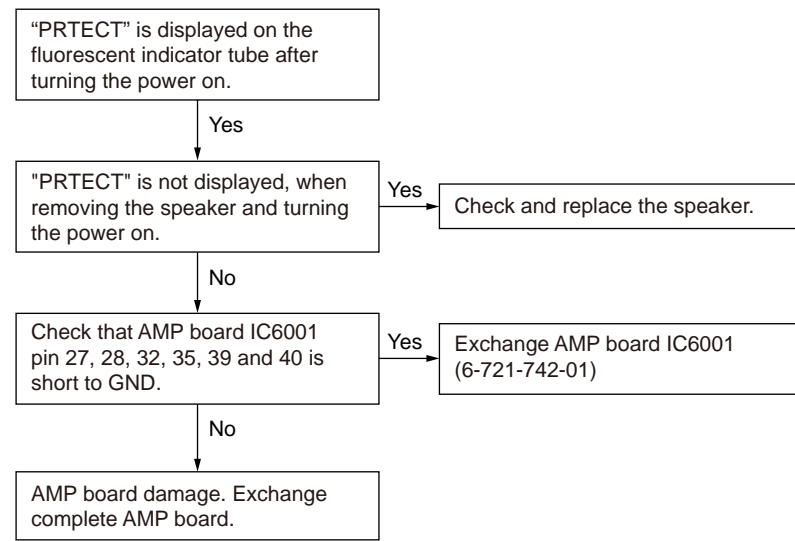 “PRTECT” is displayed on the
fluorescent indicator tube after
turning the power on.
Yes
"PRTECT" is not displayed, when
removing the speaker and turning
the power on.
Yes
Check and replace the speaker.
No
Check that AMP board IC6001
pin 27, 28, 32, 35, 39 and 40 is
short to GND.
Yes
Exchange AMP board IC6001
(6-721-742-01)
No
AMP board damage. Exchange
complete AMP board.